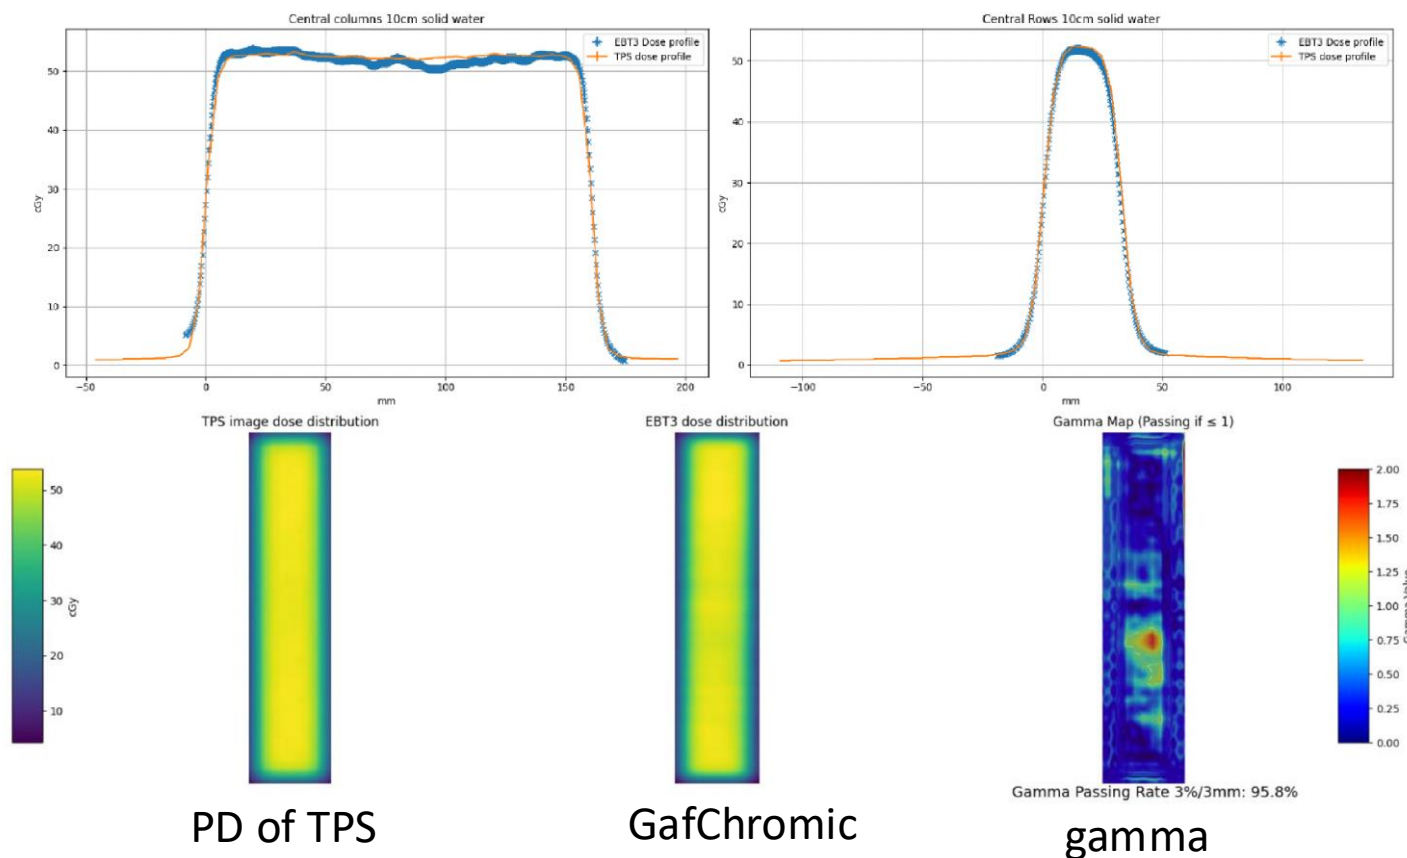 Central columns 10cm solid water
EBT3 Dose profile
TPS dose profile
cGy
50
40
30
20
10
0
−50
0
50
100
150
200
mm
Central Rows 10cm solid water
EBT3 Dose profile
TPS dose profile
cGy
50
40
30
20
10
0
−100
−50
0
50
100
mm
TPS image dose distribution
50
40
30
20
10
cGy
PD of TPS
EBT3 dose distribution
GafChromic
Gamma Map (Passing if ≤ 1)
2.00
1.75
1.50
1.25
1.00
0.75
0.50
0.25
0.00
Gamma Value
Gamma Passing Rate 3%/3mm: 95.8%
gamma